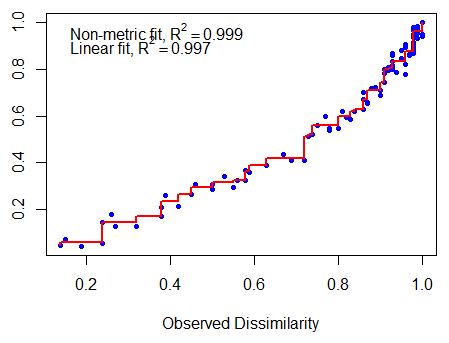 Non-metric fit, R² = 0.999
Linear fit, R² = 0.997
1.0
0.8
0.6
0.4
0.2
0.2 0.4 0.6 0.8 1.0
Observed Dissimilarity